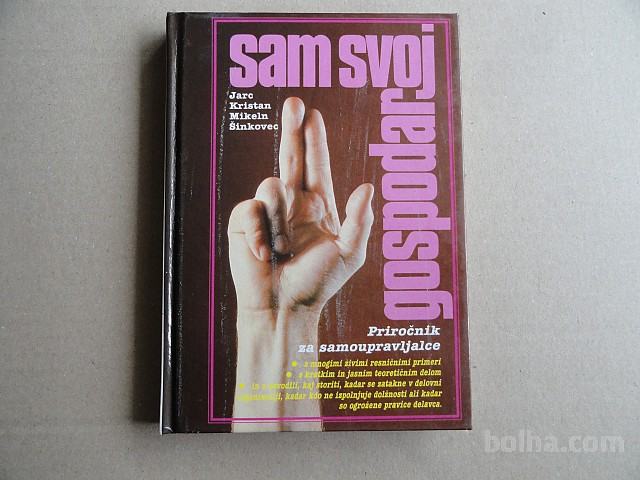 sam svoj
gospodar
Jarc
Kristan
Mikeln
Šinkovec
Priročnik
za samoupravljalce
z mnogimi živimi resničnimi primeri
s kratkim in jasnim teoretičnim delom
in z navodili, kaj storiti, kadar se zatakne v delovni
organizaciji, kadar kdo ne izpolnjuje dolžnosti ali kadar
so ogrožene pravice delavca.
bolha.com